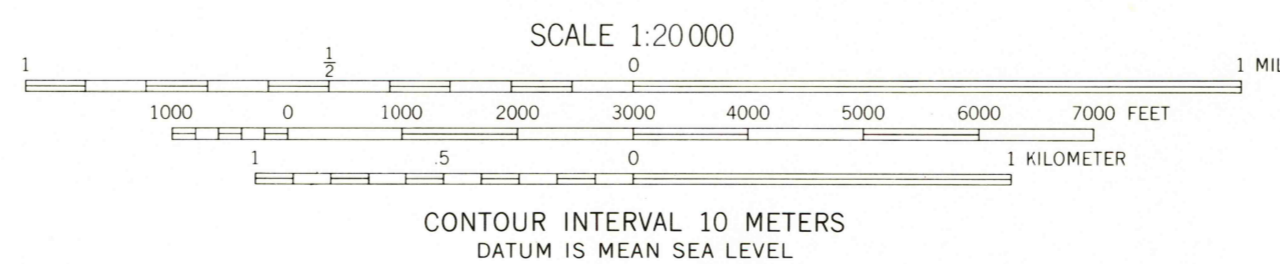 SCALE 1:20 000
1 1/2 0 1 MIL
1000 0 1000 2000 3000 4000 5000 6000 7000 FEET
1 .5 0 1 KILOMETER
CONTOUR INTERVAL 10 METERS
DATUM IS MEAN SEA LEVEL